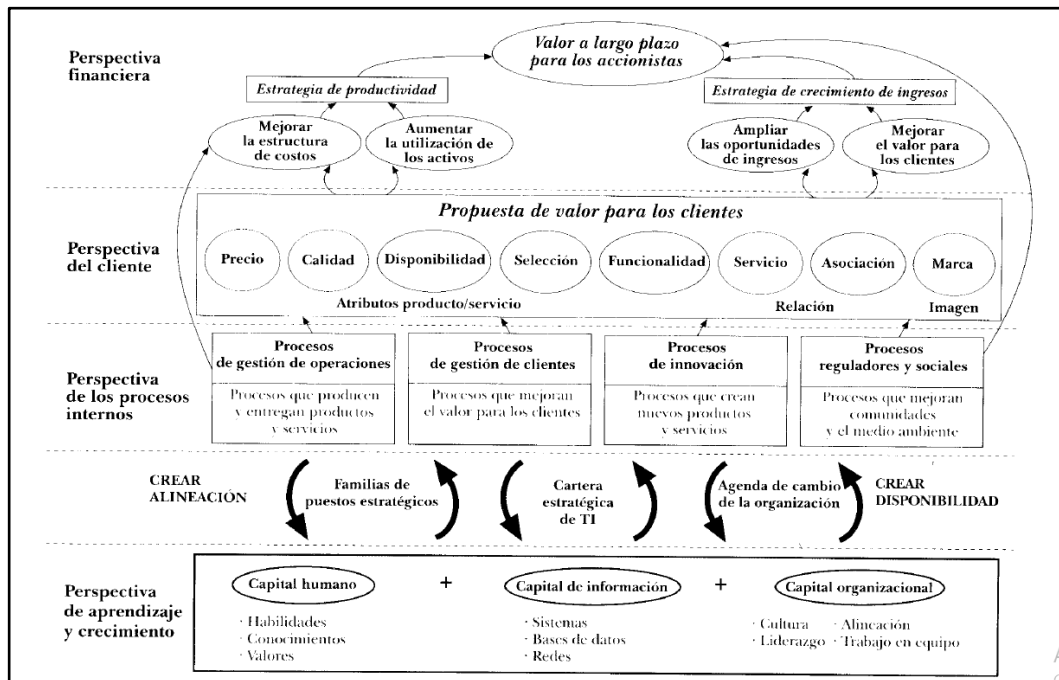 Perspectiva
financiera
Valor a largo plazo
para los accionistas
Estrategia de productividad
Estrategia de crecimiento de ingresos
Mejorar
la estructura
de costos
Aumentar
la utilización de
los activos
Ampliar
las oportunidades
de ingresos
Mejorar
el valor para
los clientes
Perspectiva
del cliente
Propuesta de valor para los clientes
Precio
Calidad
Disponibilidad
Selección
Funcionalidad
Servicio
Asociación
Marca
Atributos producto/servicio
Relación
Imagen
Perspectiva
de los procesos
internos
Procesos
de gestión de operaciones
Procesos que producen
y entregan productos
y servicios
Procesos
de gestión de clientes
Procesos que mejoran
el valor para los clientes
Procesos
de innovación
Procesos que crean
nuevos productos
y servicios
Procesos
reguladores y sociales
Procesos que mejoran
comunidades
y el medio ambiente
CREAR
ALINEACIÓN
Familias de
puestos estratégicos
Cartera
estratégica
de TI
Agenda de cambio
de la organización
CREAR
DISPONIBILIDAD
Perspectiva
de aprendizaje
y crecimiento
Capital humano
+
Capital de información
+
Capital organizacional
· Habilidades
· Conocimientos
· Valores
· Sistemas
· Bases de datos
· Redes
· Cultura · Alineación
· Liderazgo · Trabajo en equipo